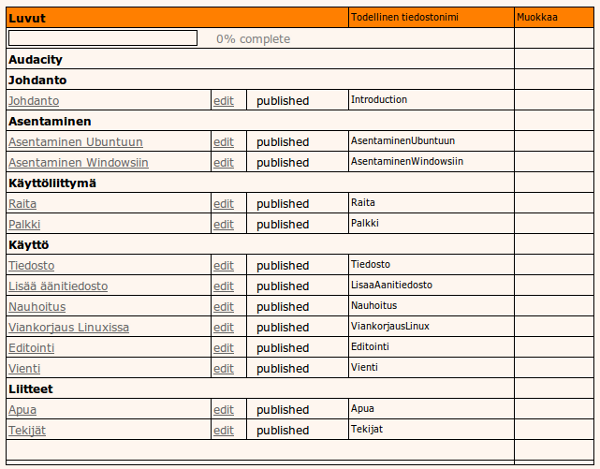 Luvut Todellinen tiedostonimi Muokkaa
0% complete
Audacity
Johdanto
Johdanto edit published Introduction
Asentaminen
Asentaminen Ubuntuun edit published AsentaminenUbuntuun
Asentaminen Windowsiin edit published AsentaminenWindowsiin
Käyttöliittymä
Raita edit published Raita
Palkki edit published Palkki
Käyttö
Tiedosto edit published Tiedosto
Lisää äänitiedosto edit published LisaaAanitiedosto
Nauhoitus edit published Nauhoitus
Viankorjaus Linuxissa edit published ViankorjausLinux
Editointi edit published Editointi
Vienti edit published Vienti
Liitteet
Apua edit published Apua
Tekijät edit published Tekijat